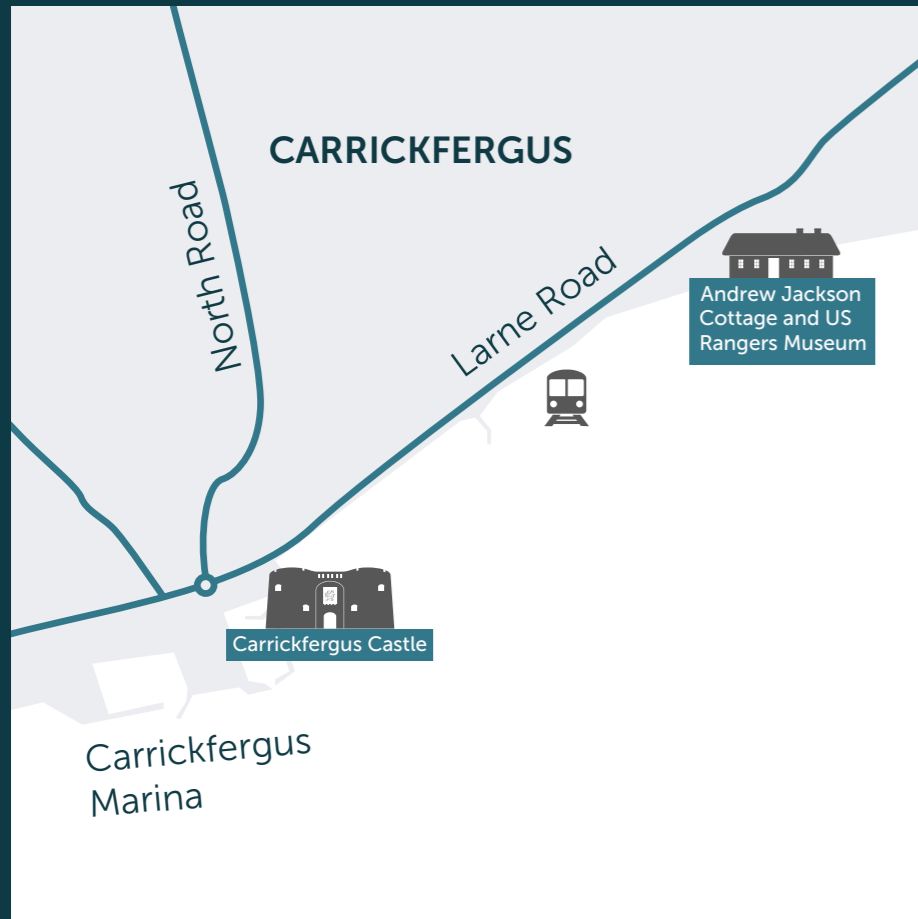 CARRICKFERGUS
North Road
Larne Road
Andrew Jackson
Cottage and US
Rangers Museum
Carrickfergus Castle
Carrickfergus
Marina